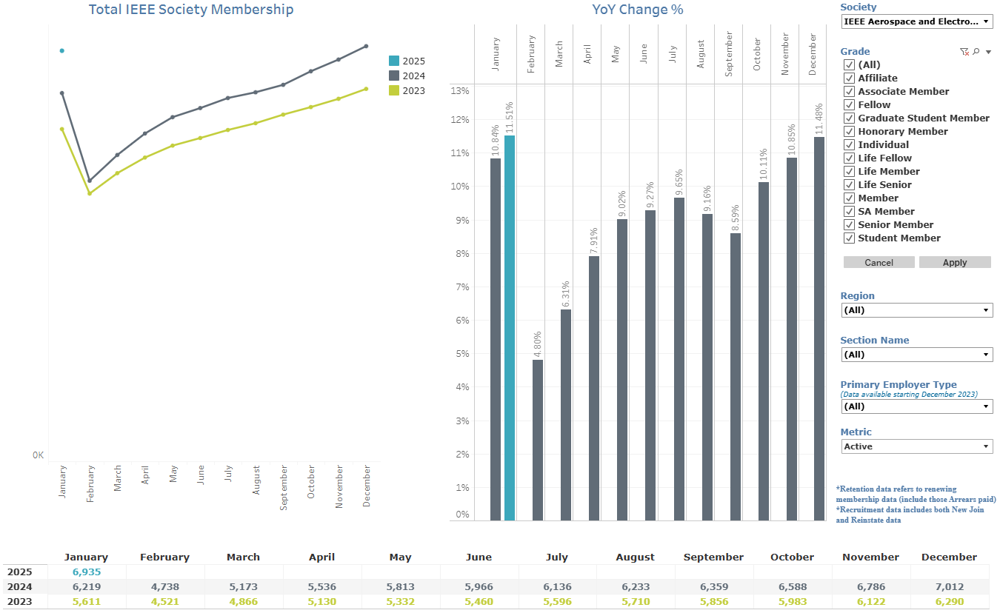 Total IEEE Society Membership
2025
2024
2023
0K
January
February
March
April
May
June
July
August
September
October
November
December
YoY Change %
January
February
March
April
May
June
July
August
September
October
November
December
13%
12%
11%
10%
9%
8%
7%
6%
5%
4%
3%
2%
1%
0%
10.84%
11.51%
4.80%
6.31%
7.91%
9.02%
9.27%
9.65%
9.16%
8.59%
10.11%
10.85%
11.48%
Society
IEEE Aerospace and Electro...
Grade
(All)
Affiliate
Associate Member
Fellow
Graduate Student Member
Honorary Member
Individual
Life Fellow
Life Member
Life Senior
Member
SA Member
Senior Member
Student Member
Cancel Apply
Region
(All)
Section Name
(All)
Primary Employer Type
(Data available starting December 2023)
(All)
Metric
Active
*Retention data refers to renewing
membership data (include those Arrears paid)
*Recruitment data includes both New Join
and Reinstate data
January February March April May June July August September October November December
2025 6,935
2024 6,219 4,738 5,173 5,536 5,813 5,966 6,136 6,233 6,359 6,588 6,786 7,012
2023 5,611 4,521 4,866 5,130 5,332 5,460 5,596 5,710 5,856 5,983 6,122 6,290